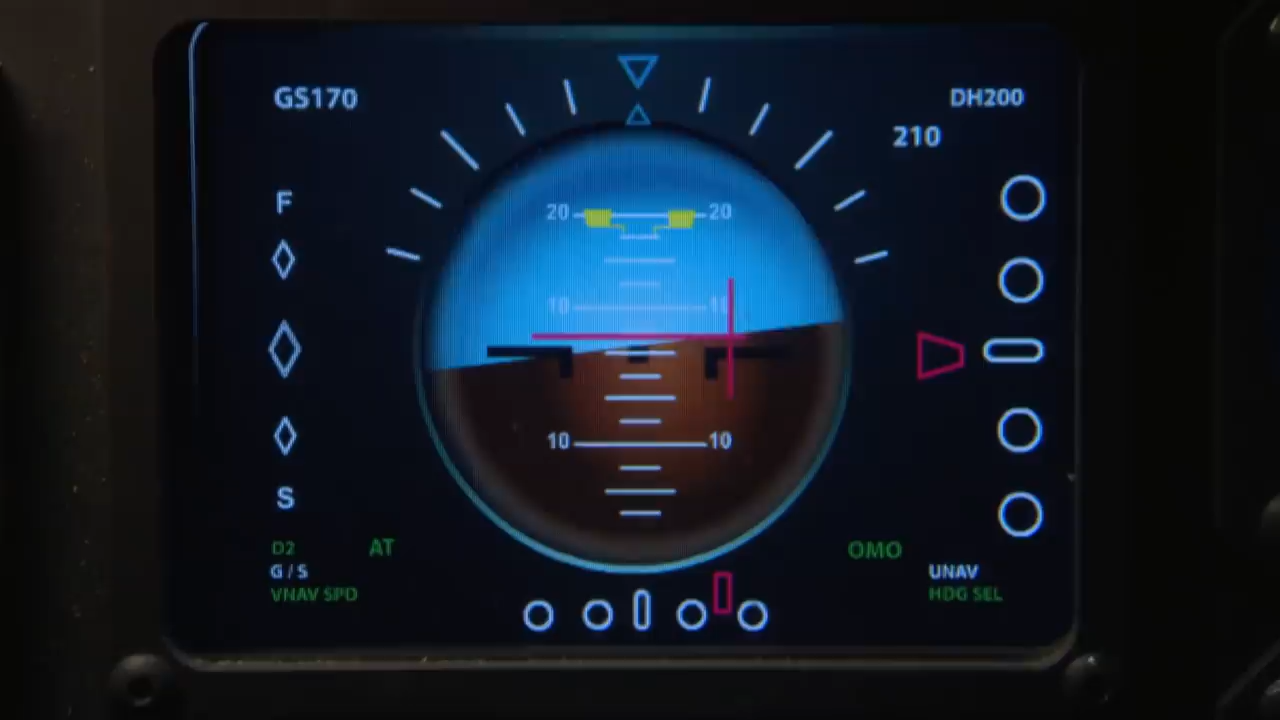 GS170
DH200
210
F
20 20
10 10
10 10
S
D2 AT
G / S
VNAV SPD
OMO
UNAV
HDG SEL